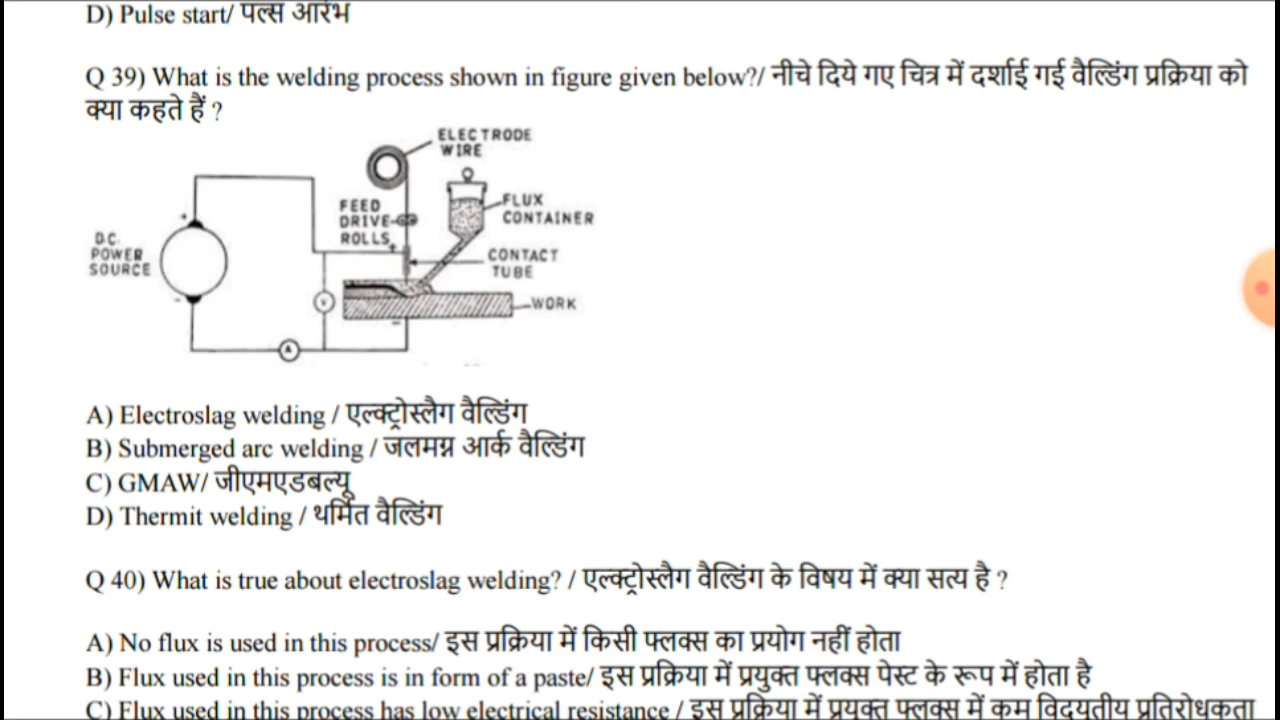 D) Pulse start/ पल्स आरंभ
Q 39) What is the welding process shown in figure given below?/ नीचे दिये गए चित्र में दर्शाई गई वैल्डिंग प्रक्रिया को
क्या कहते हैं ?
ELECTRODE
WIRE
FEED
DRIVE
ROLLS
FLUX
CONTAINER
D.C.
POWER
SOURCE
+
+
CONTACT
TUBE
V
WORK
-
-
A
A) Electroslag welding / एल्क्ट्रोस्लैग वैल्डिंग
B) Submerged arc welding / जलमग्न आर्क वैल्डिंग
C) GMAW/ जीएमएडबल्यू
D) Thermit welding / थर्मित वैल्डिंग
Q 40) What is true about electroslag welding? / एल्क्ट्रोस्लैग वैल्डिंग के विषय में क्या सत्य है ?
A) No flux is used in this process/ इस प्रक्रिया में किसी फ्लक्स का प्रयोग नहीं होता
B) Flux used in this process is in form of a paste/ इस प्रक्रिया में प्रयुक्त फ्लक्स पेस्ट के रूप में होता है
C) Flux used in this process has low electrical resistance / इस प्रक्रिया में प्रयुक्त फ्लक्स में कम विद्युतीय प्रतिरोधकता